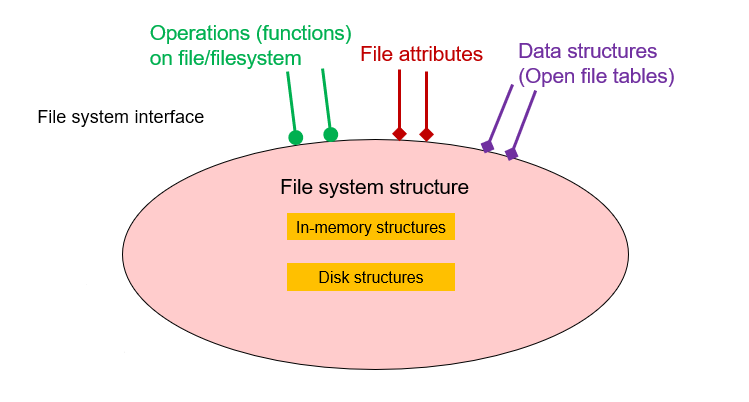 Operations (functions)
on file/filesystem
File attributes
Data structures
(Open file tables)
File system interface
File system structure
In-memory structures
Disk structures